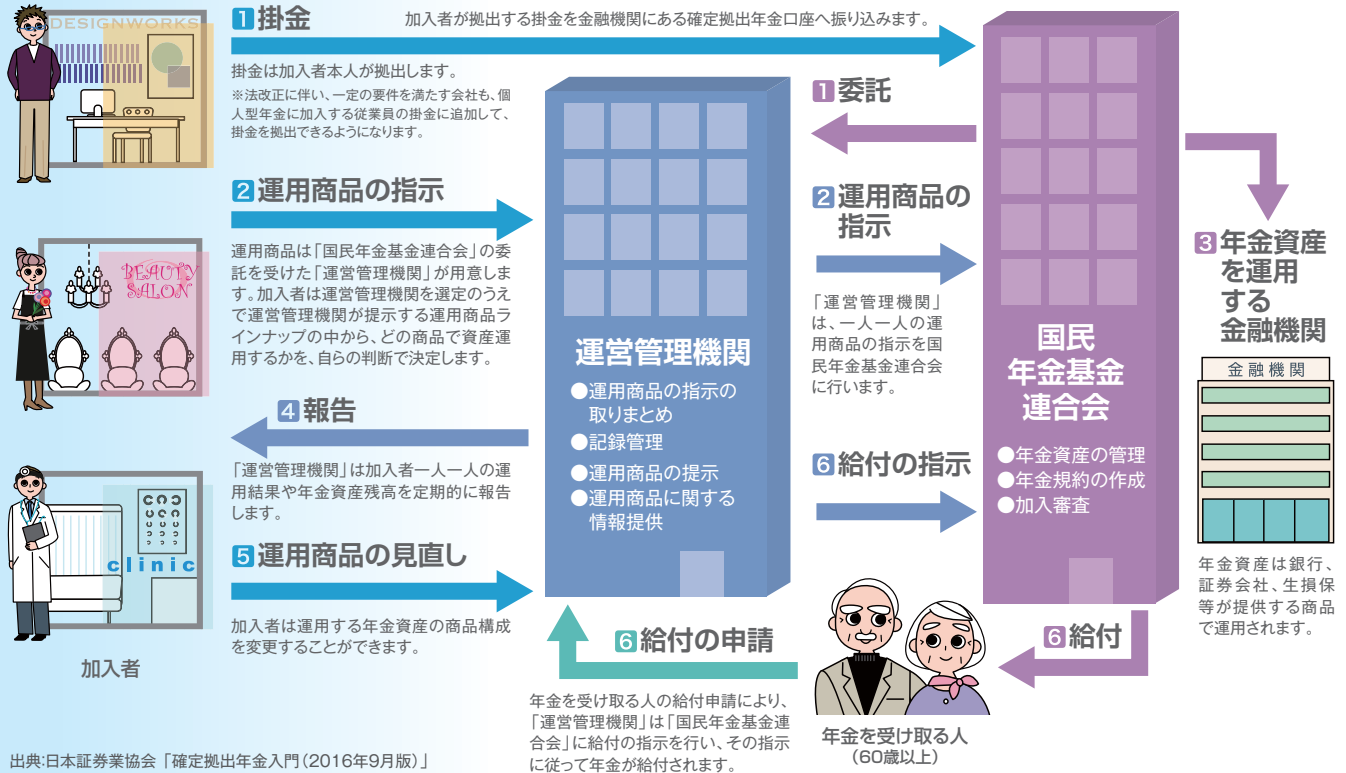 DESIGNWORKS
1掛金
加入者が拠出する掛金を金融機関にある確定拠出年金口座へ振り込みます。
掛金は加入者本人が拠出します。
※法改正に伴い、一定の要件を満たす会社も、個
人型年金に加入する従業員の掛金に追加して、
掛金を拠出できるようになります。
2運用商品の指示
運用商品は「国民年金基金連合会」の委
託を受けた「運営管理機関」が用意しま
す。加入者は運営管理機関を選定のうえ
で運営管理機関が提示する運用商品ラ
インナップの中から、どの商品で資産運
用するかを、自らの判断で決定します。
BEAUTY
SALON
4報告
「運営管理機関」は加入者一人一人の運
用結果や年金資産残高を定期的に報告
します。
clinic
5運用商品の見直し
加入者は運用する年金資産の商品構成
を変更することができます。
加入者
運営管理機関
●運用商品の指示の
取りまとめ
●記録管理
●運用商品の提示
●運用商品に関する
情報提供
1委託
2運用商品の
指示
「運営管理機関」
は、一人一人の運
用商品の指示を国
民年金基金連合会
に行います。
6給付の指示
国民
年金基金
連合会
●年金資産の管理
●年金規約の作成
●加入審査
3年金資産
を運用
する
金融機関
金融機関
年金資産は銀行、
証券会社、生損保
等が提供する商品
で運用されます。
6給付の申請
年金を受け取る人の給付申請により、
「運営管理機関」は「国民年金基金連
合会」に給付の指示を行い、その指示
に従って年金が給付されます。
6給付
年金を受け取る人
(60歳以上)
出典:日本証券業協会「確定拠出年金入門(2016年9月版)」